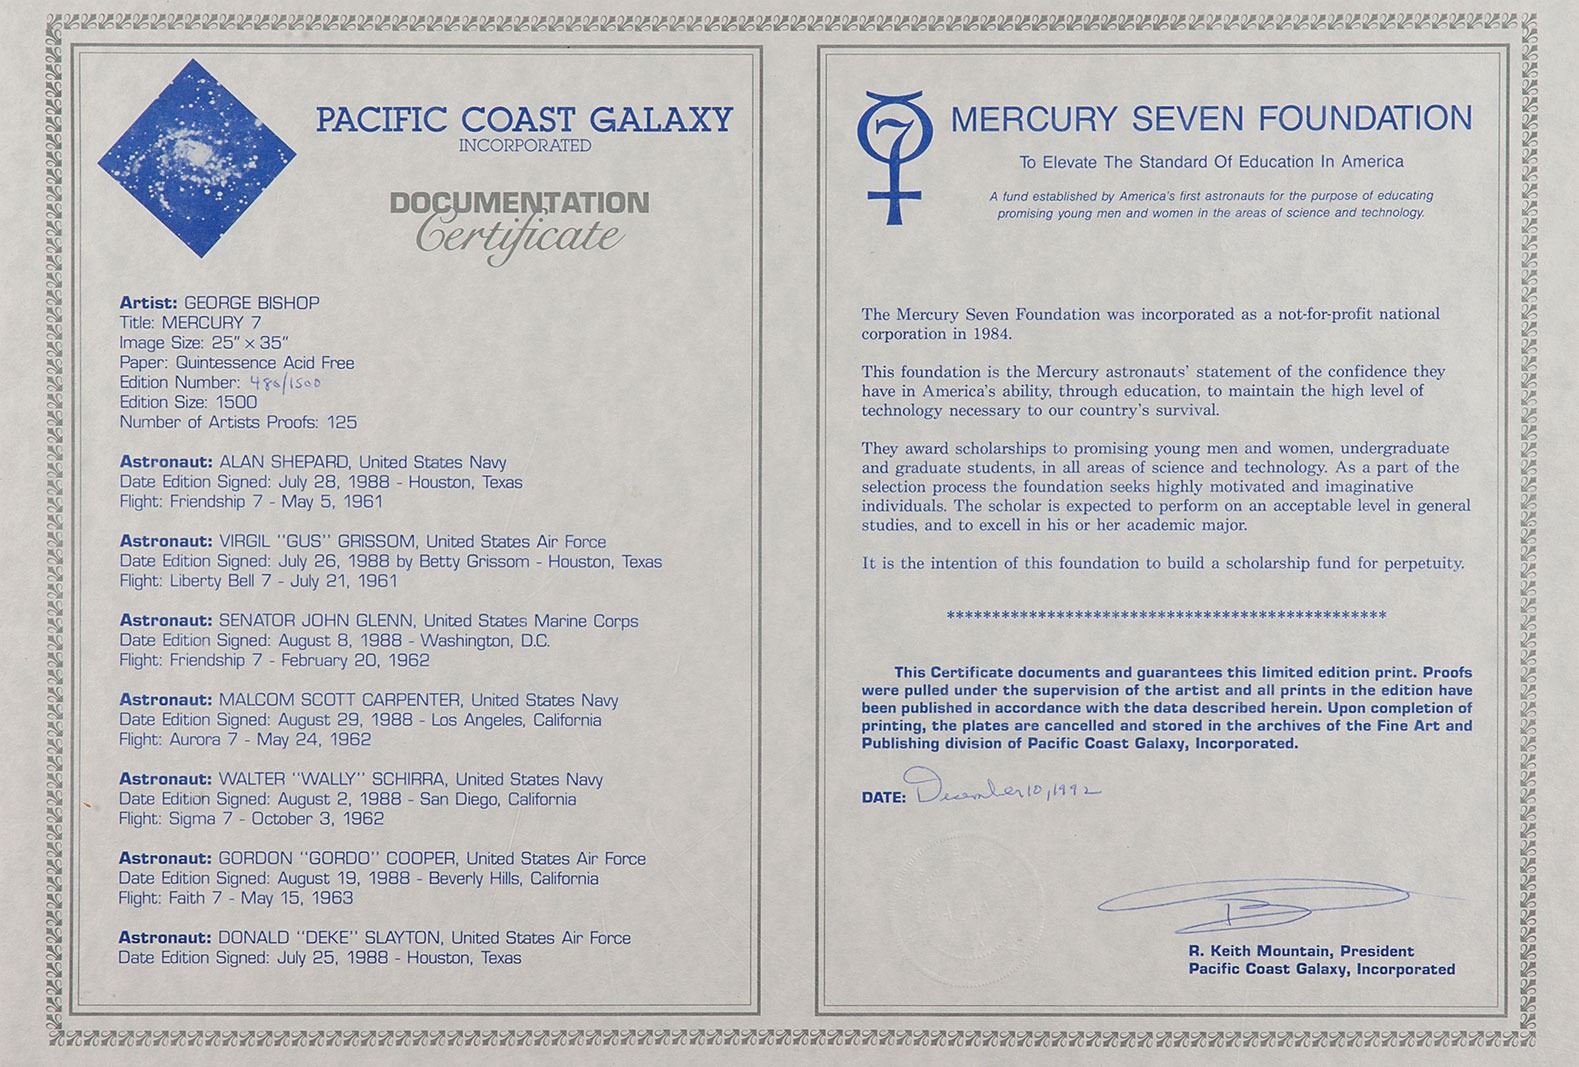 PACIFIC COAST GALAXY
INCORPORATED
DOCUMENTATION
Certificate
Artist: GEORGE BISHOP
Title: MERCURY 7
Image Size: 25" x 35"
Paper: Quintessence Acid Free
Edition Number: 480/1500
Edition Size: 1500
Number of Artists Proofs: 125
Astronaut: ALAN SHEPARD, United States Navy
Date Edition Signed: July 28, 1988 - Houston, Texas
Flight: Friendship 7 - May 5, 1961
Astronaut: VIRGIL "GUS" GRISSOM, United States Air Force
Date Edition Signed: July 26, 1988 by Betty Grissom - Houston, Texas
Flight: Liberty Bell 7 - July 21, 1961
Astronaut: SENATOR JOHN GLENN, United States Marine Corps
Date Edition Signed: August 8, 1988 - Washington, D.C.
Flight: Friendship 7 - February 20, 1962
Astronaut: MALCOM SCOTT CARPENTER, United States Navy
Date Edition Signed: August 29, 1988 - Los Angeles, California
Flight: Aurora 7 - May 24, 1962
Astronaut: WALTER "WALLY" SCHIRRA, United States Navy
Date Edition Signed: August 2, 1988 - San Diego, California
Flight: Sigma 7 - October 3, 1962
Astronaut: GORDON "GORDO" COOPER, United States Air Force
Date Edition Signed: August 19, 1988 - Beverly Hills, California
Flight: Faith 7 - May 15, 1963
Astronaut: DONALD "DEKE" SLAYTON, United States Air Force
Date Edition Signed: July 25, 1988 - Houston, Texas
7
MERCURY SEVEN FOUNDATION
To Elevate The Standard Of Education In America
A fund established by America's first astronauts for the purpose of educating
promising young men and women in the areas of science and technology.
The Mercury Seven Foundation was incorporated as a not-for-profit national
corporation in 1984.
This foundation is the Mercury astronauts' statement of the confidence they
have in America's ability, through education, to maintain the high level of
technology necessary to our country's survival.
They award scholarships to promising young men and women, undergraduate
and graduate students, in all areas of science and technology. As a part of the
selection process the foundation seeks highly motivated and imaginative
individuals. The scholar is expected to perform on an acceptable level in general
studies, and to excell in his or her academic major.
It is the intention of this foundation to build a scholarship fund for perpetuity.
************************************************
This Certificate documents and guarantees this limited edition print. Proofs
were pulled under the supervision of the artist and all prints in the edition have
been published in accordance with the data described herein. Upon completion of
printing, the plates are cancelled and stored in the archives of the Fine Art and
Publishing division of Pacific Coast Galaxy, Incorporated.
DATE: December 10, 1992
R. Keith Mountain, President
Pacific Coast Galaxy, Incorporated